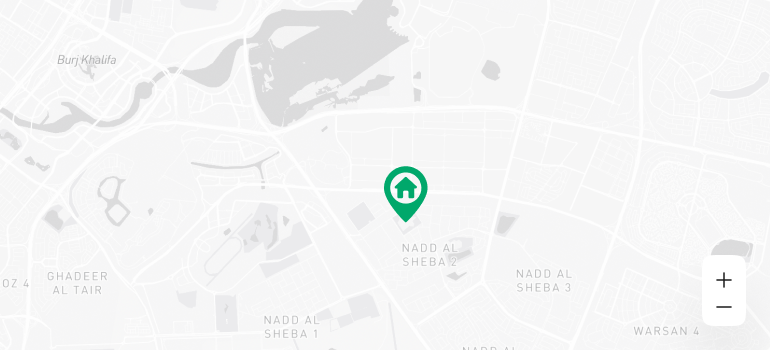 Burj Khalifa
NADD AL
SHEBA 2
GHADEER
AL TAIR
OZ 4
NADD AL
SHEBA 3
NADD AL
SHEBA 1
WARSAN 4
NADD AL